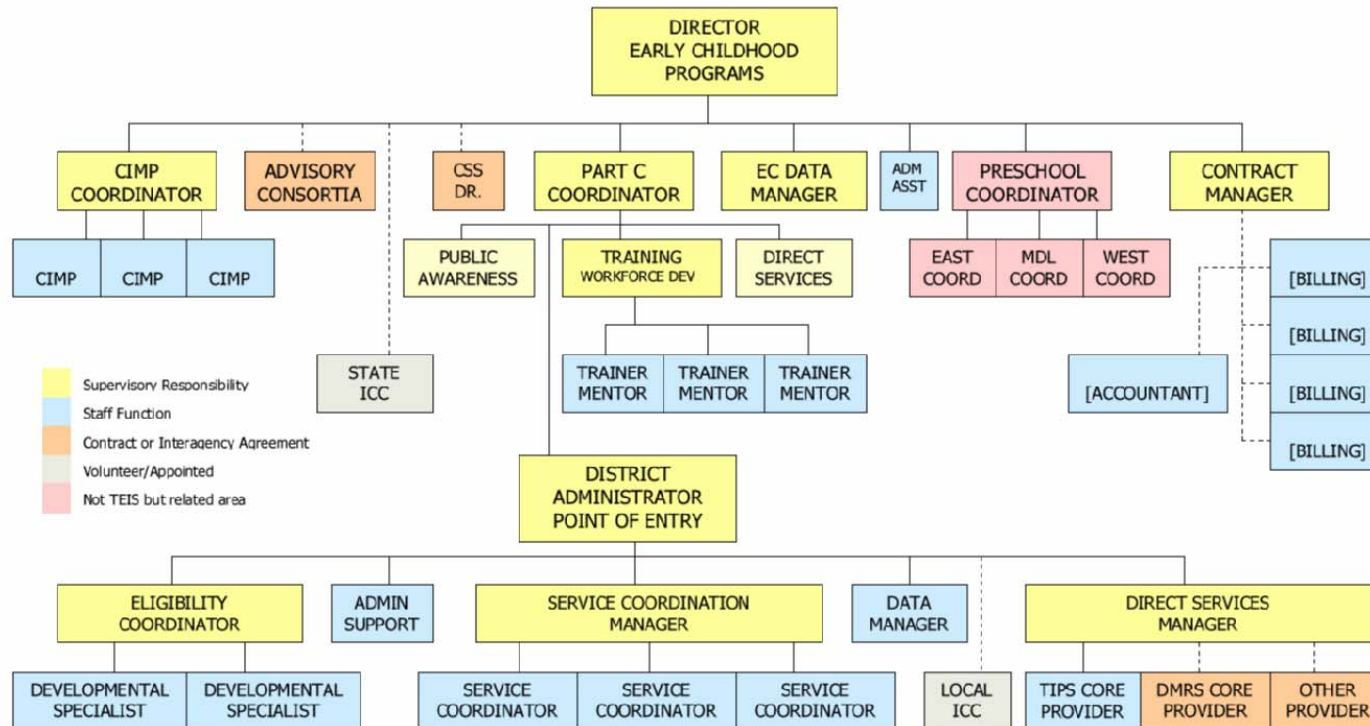 DIRECTOR
EARLY CHILDHOOD
PROGRAMS
CIMP
COORDINATOR
ADVISORY
CONSORTIA
CSS
DR.
PART C
COORDINATOR
EC DATA
MANAGER
ADM
ASST
PRESCHOOL
COORDINATOR
CONTRACT
MANAGER
CIMP
CIMP
CIMP
PUBLIC
AWARENESS
TRAINING
WORKFORCE DEV
DIRECT
SERVICES
EAST
COORD
MDL
COORD
WEST
COORD
[BILLING]
[BILLING]
[BILLING]
[BILLING]
STATE
ICC
TRAINER
MENTOR
TRAINER
MENTOR
TRAINER
MENTOR
[ACCOUNTANT]
Supervisory Responsibility
Staff Function
Contract or Interagency Agreement
Volunteer/Appointed
Not TEIS but related area
DISTRICT
ADMINISTRATOR
POINT OF ENTRY
ELIGIBILITY
COORDINATOR
ADMIN
SUPPORT
SERVICE COORDINATION
MANAGER
DATA
MANAGER
DIRECT SERVICES
MANAGER
DEVELOPMENTAL
SPECIALIST
DEVELOPMENTAL
SPECIALIST
SERVICE
COORDINATOR
SERVICE
COORDINATOR
SERVICE
COORDINATOR
LOCAL
ICC
TIPS CORE
PROVIDER
DMRS CORE
PROVIDER
OTHER
PROVIDER